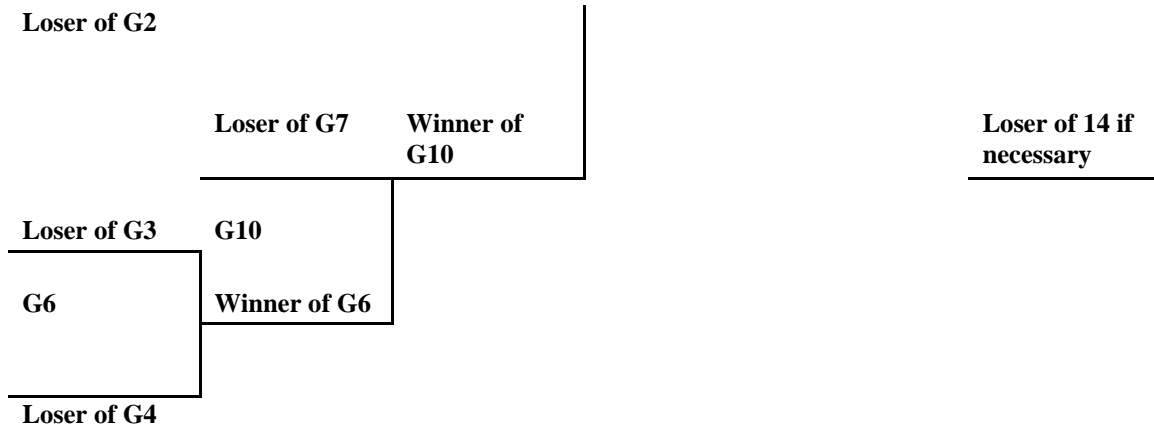 Loser of G2
Loser of G7
Winner of
G10
Loser of 14 if
necessary
Loser of G3
G10
G6
Winner of G6
Loser of G4